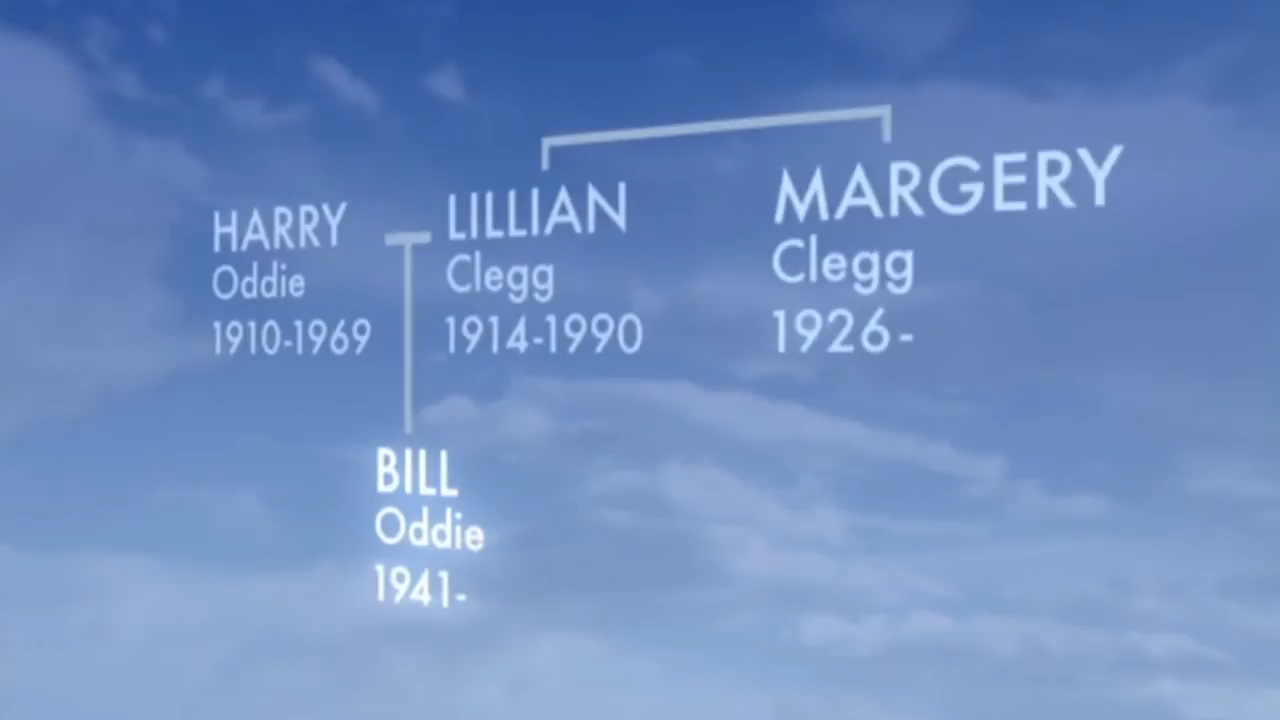 HARRY
Oddie
1910-1969
LILLIAN
Clegg
1914-1990
MARGERY
Clegg
1926-
BILL
Oddie
1941-